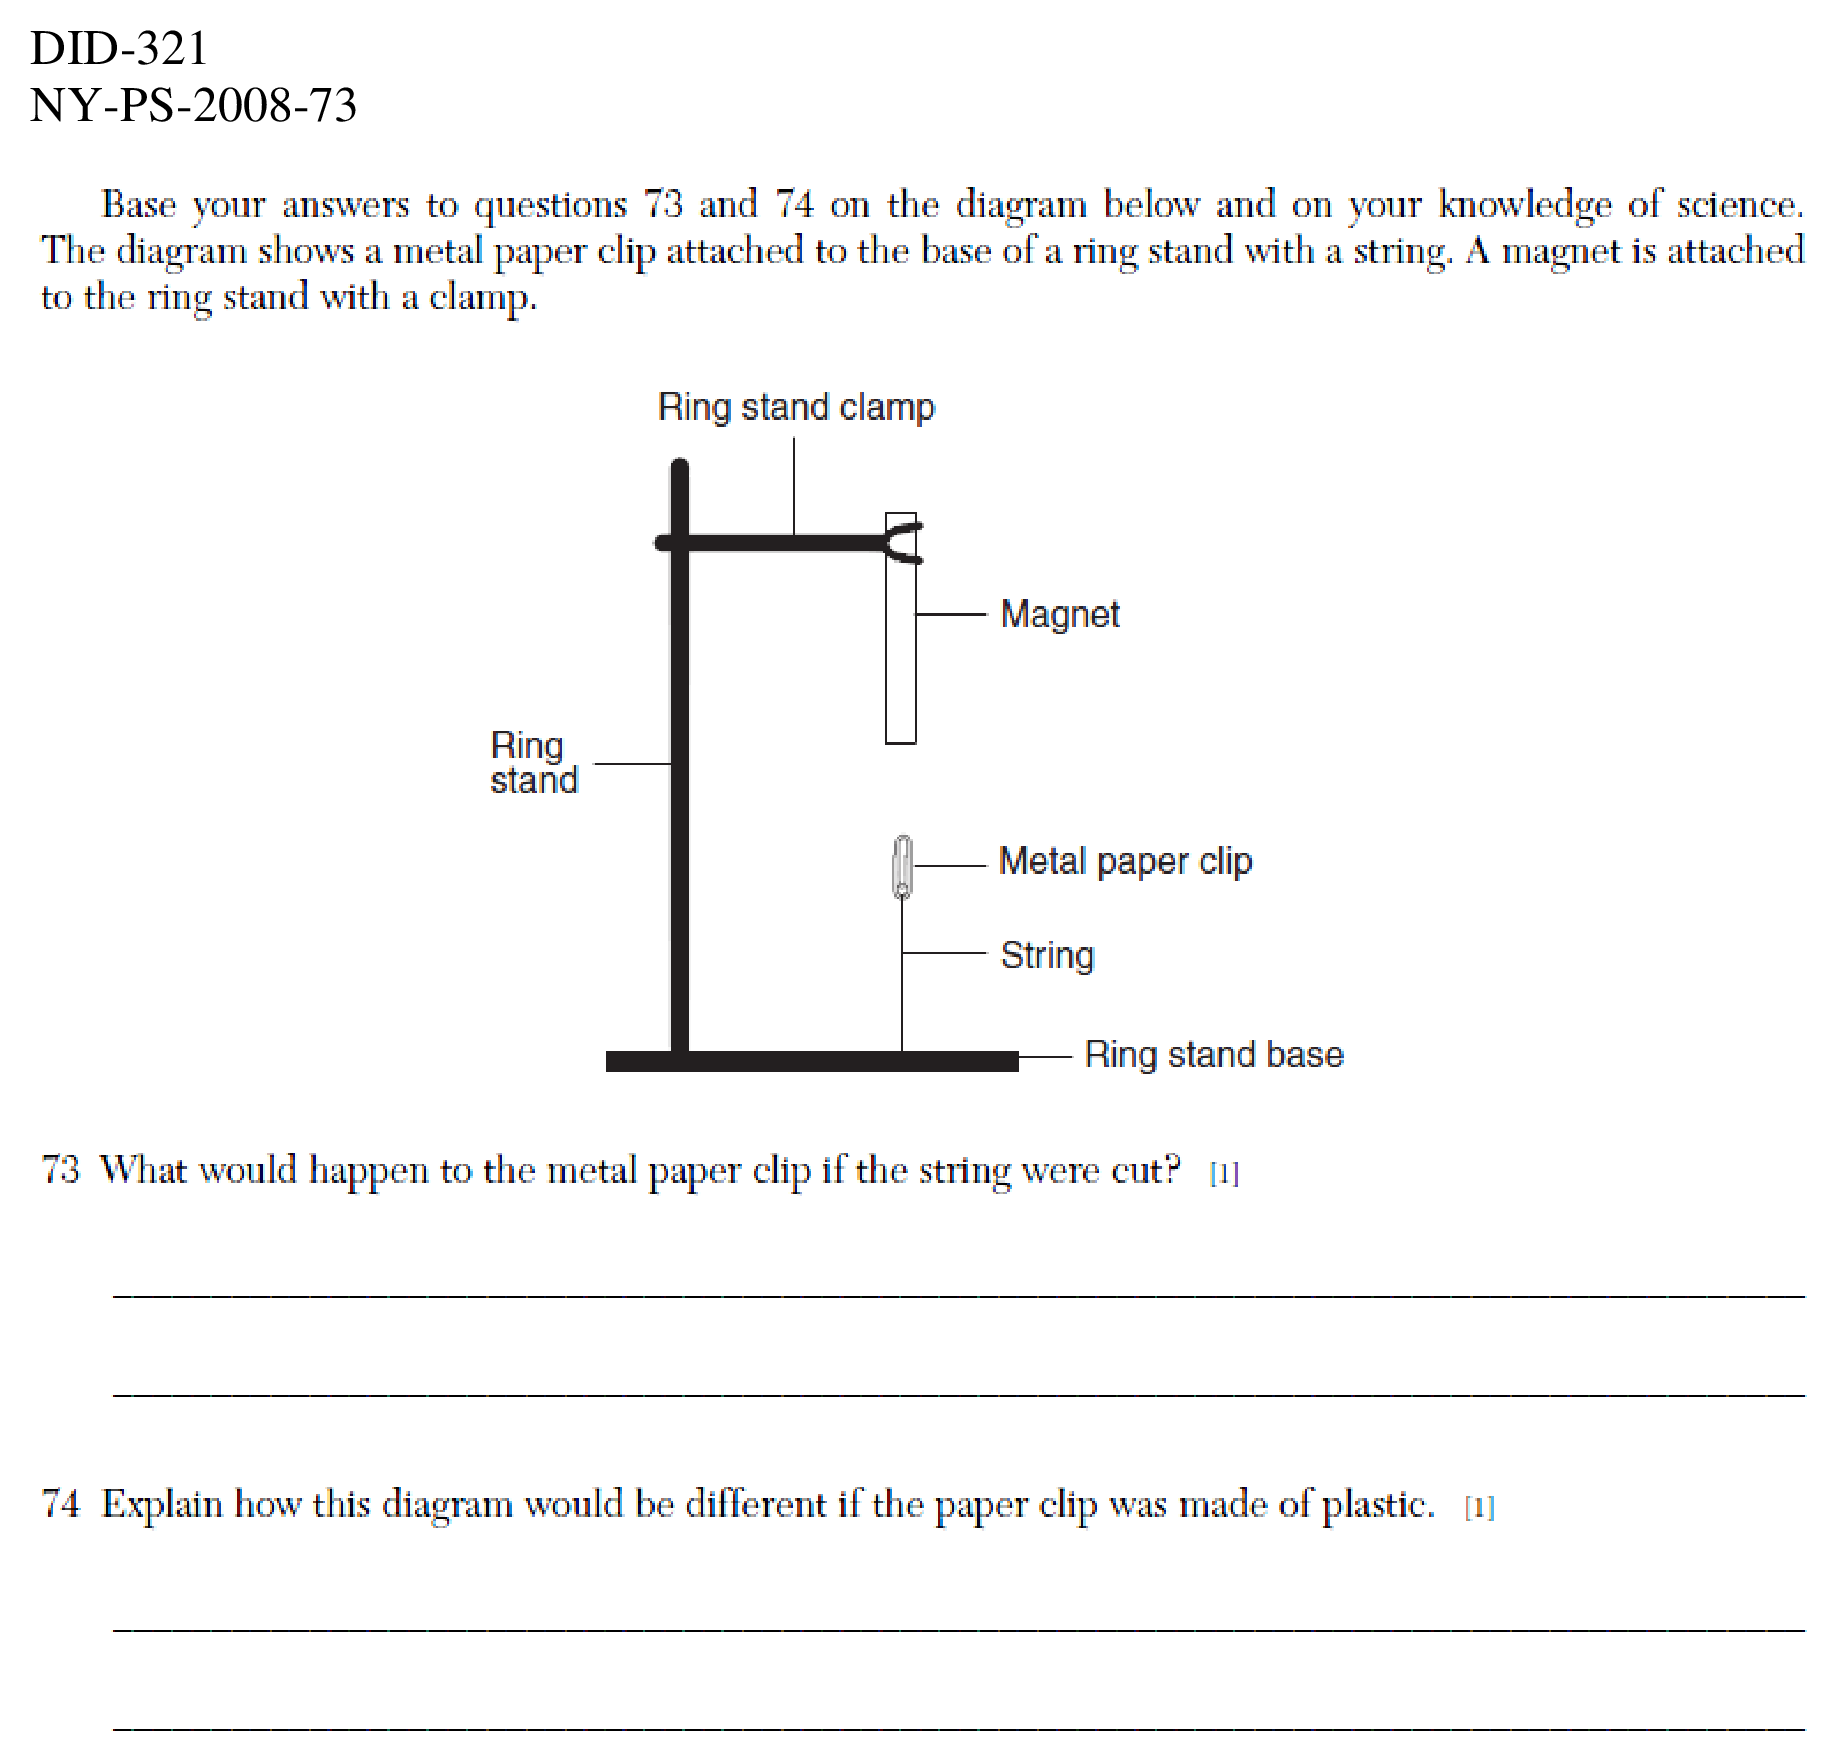 DID-321
NY-PS-2008-73
Base your answers to questions 73 and 74 on the diagram below and on your knowledge of science.
The diagram shows a metal paper clip attached to the base of a ring stand with a string. A magnet is attached
to the ring stand with a clamp.
Ring stand clamp
Magnet
Ring
stand
Metal paper clip
String
Ring stand base
73 What would happen to the metal paper clip if the string were cut? [1]
74 Explain how this diagram would be different if the paper clip was made of plastic. [1]